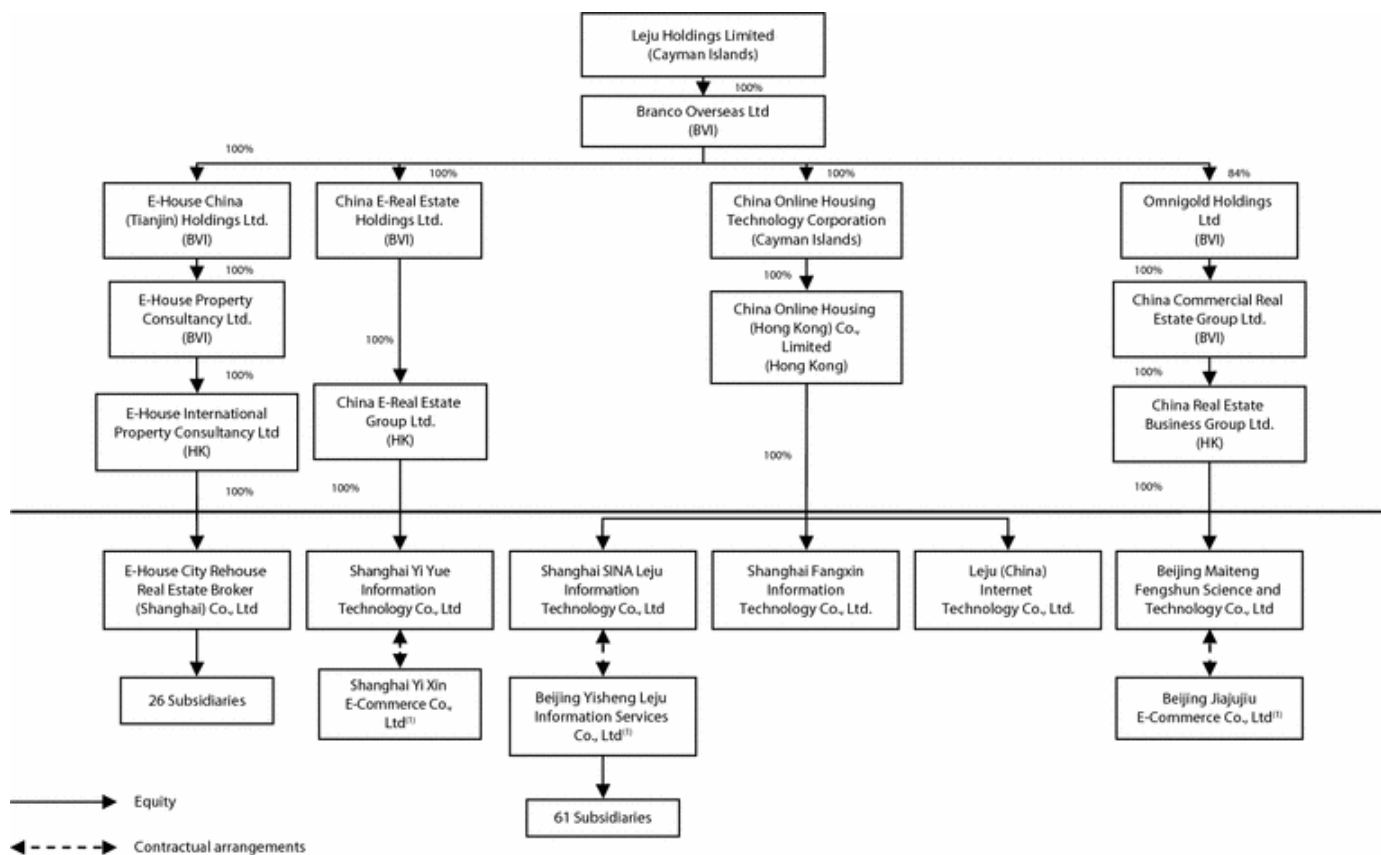 Leju Holdings Limited
(Cayman Islands)
100%
Branco Overseas Ltd
(BVI)
100%
100%
100%
84%
E-House China
(Tianjin) Holdings Ltd.
(BVI)
China E-Real Estate
Holdings Ltd.
(BVI)
China Online Housing
Technology Corporation
(Cayman Islands)
Omnigold Holdings
Ltd
(BVI)
100%
100%
100%
100%
E-House Property
Consultancy Ltd.
(BVI)
China Online Housing
(Hong Kong) Co.,
Limited
(Hong Kong)
China Commercial Real
Estate Group Ltd.
(BVI)
100%
100%
E-House International
Property Consultancy Ltd
(HK)
China E-Real Estate
Group Ltd.
(HK)
China Real Estate
Business Group Ltd.
(HK)
100%
100%
100%
100%
E-House City Rehouse
Real Estate Broker
(Shanghai) Co., Ltd
Shanghai Yi Yue
Information
Technology Co., Ltd
Shanghai SINA Leju
Information
Technology Co., Ltd
Shanghai Fangxin
Information
Technology Co., Ltd.
Leju (China)
Internet
Technology Co., Ltd.
Beijing Maiteng
Fengshun Science and
Technology Co., Ltd
26 Subsidiaries
Shanghai Yi Xin
E-Commerce Co.,
Ltd(1)
Beijing Yisheng Leju
Information Services
Co., Ltd(1)
Beijing Jiajujiu
E-Commerce Co., Ltd(1)
61 Subsidiaries
Equity
Contractual arrangements